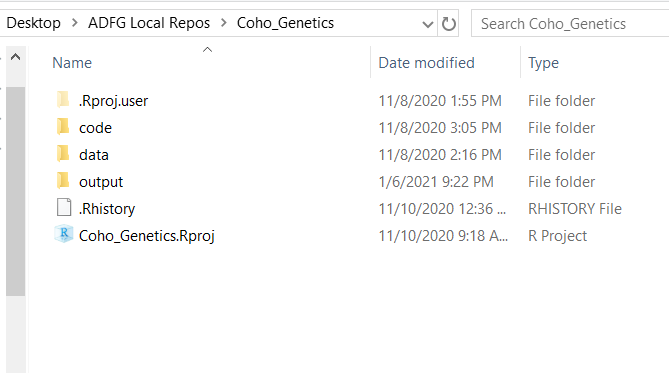 Desktop > ADFG Local Repos > Coho_Genetics Search Coho_Genetics
Name Date modified Type
.Rproj.user 11/8/2020 1:55 PM File folder
code 11/8/2020 3:05 PM File folder
data 11/8/2020 2:16 PM File folder
output 1/6/2021 9:22 PM File folder
.Rhistory 11/10/2020 12:36 ... RHISTORY File
Coho_Genetics.Rproj 11/10/2020 9:18 A... R Project